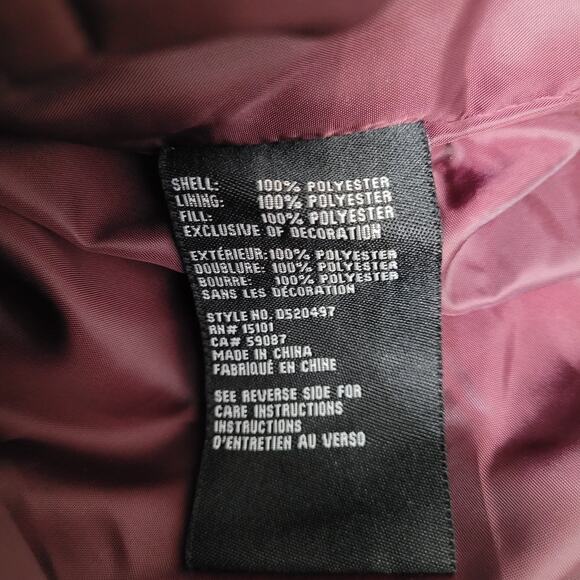 SHELL: 100% POLYESTER
LINING: 100% POLYESTER
FILL: 100% POLYESTER
EXCLUSIVE OF DECORATION
EXTÉRIEUR: 100% POLYESTER
DOUBLURE: 100% POLYESTER
BOURRE: 100% POLYESTER
SANS LES DÉCORATION
STYLE NO. D520497
RN# 15101
CA# 59087
MADE IN CHINA
FABRIQUÉ EN CHINE
SEE REVERSE SIDE FOR
CARE INSTRUCTIONS
INSTRUCTIONS
D'ENTRETIEN AU VERSO